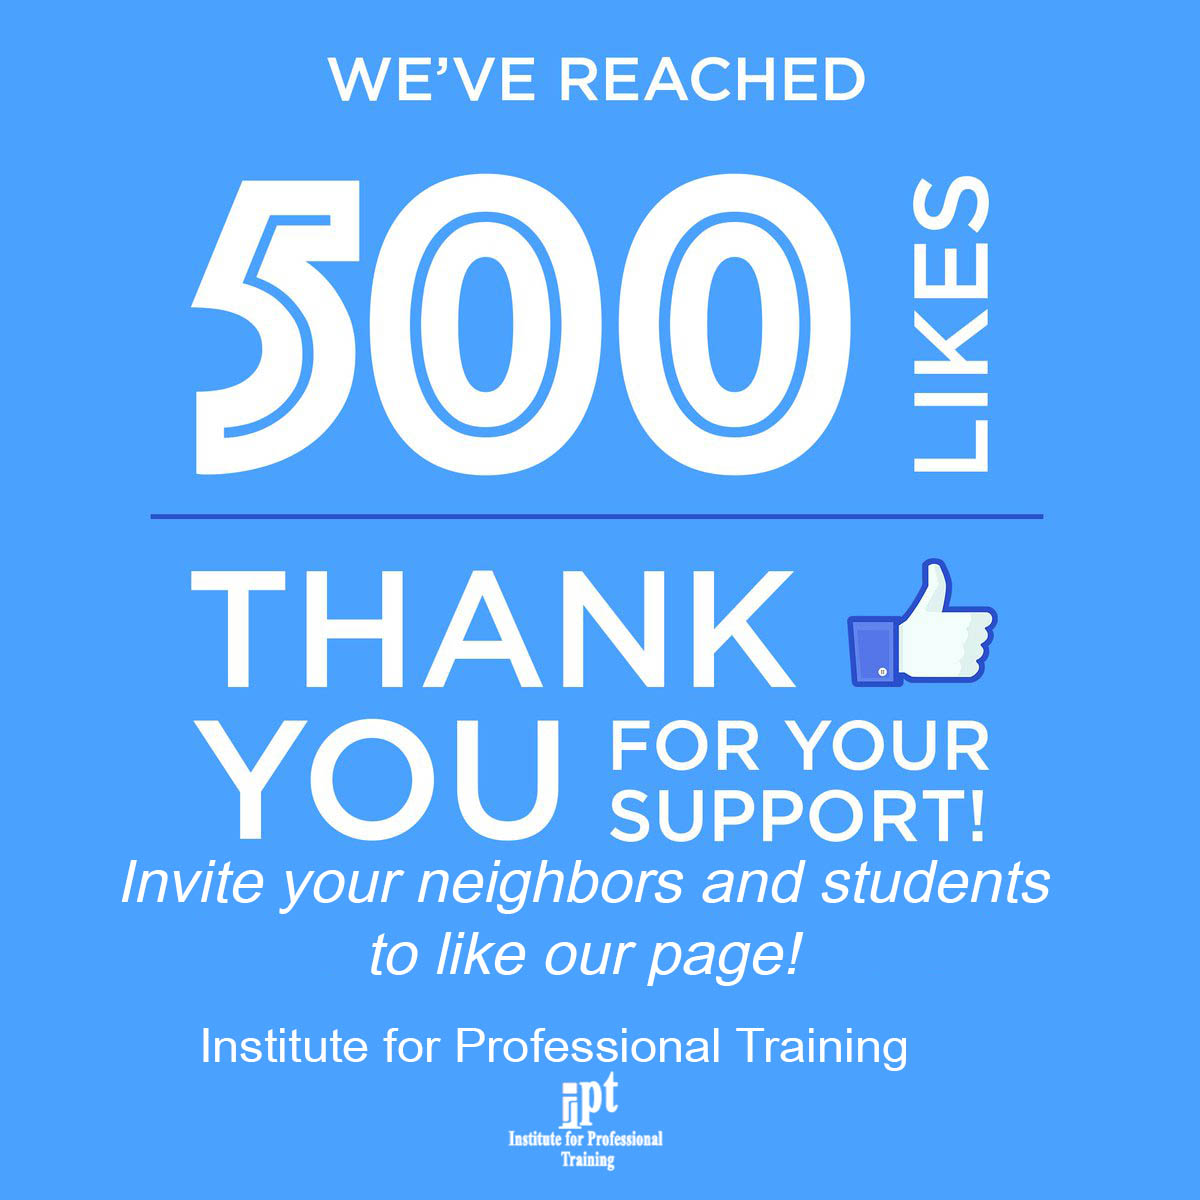 WE'VE REACHED
500 LIKES
THANK
YOU FOR YOUR
SUPPORT!
Invite your neighbors and students
to like our page!
Institute for Professional Training
ipt
Institute for Professional
Training